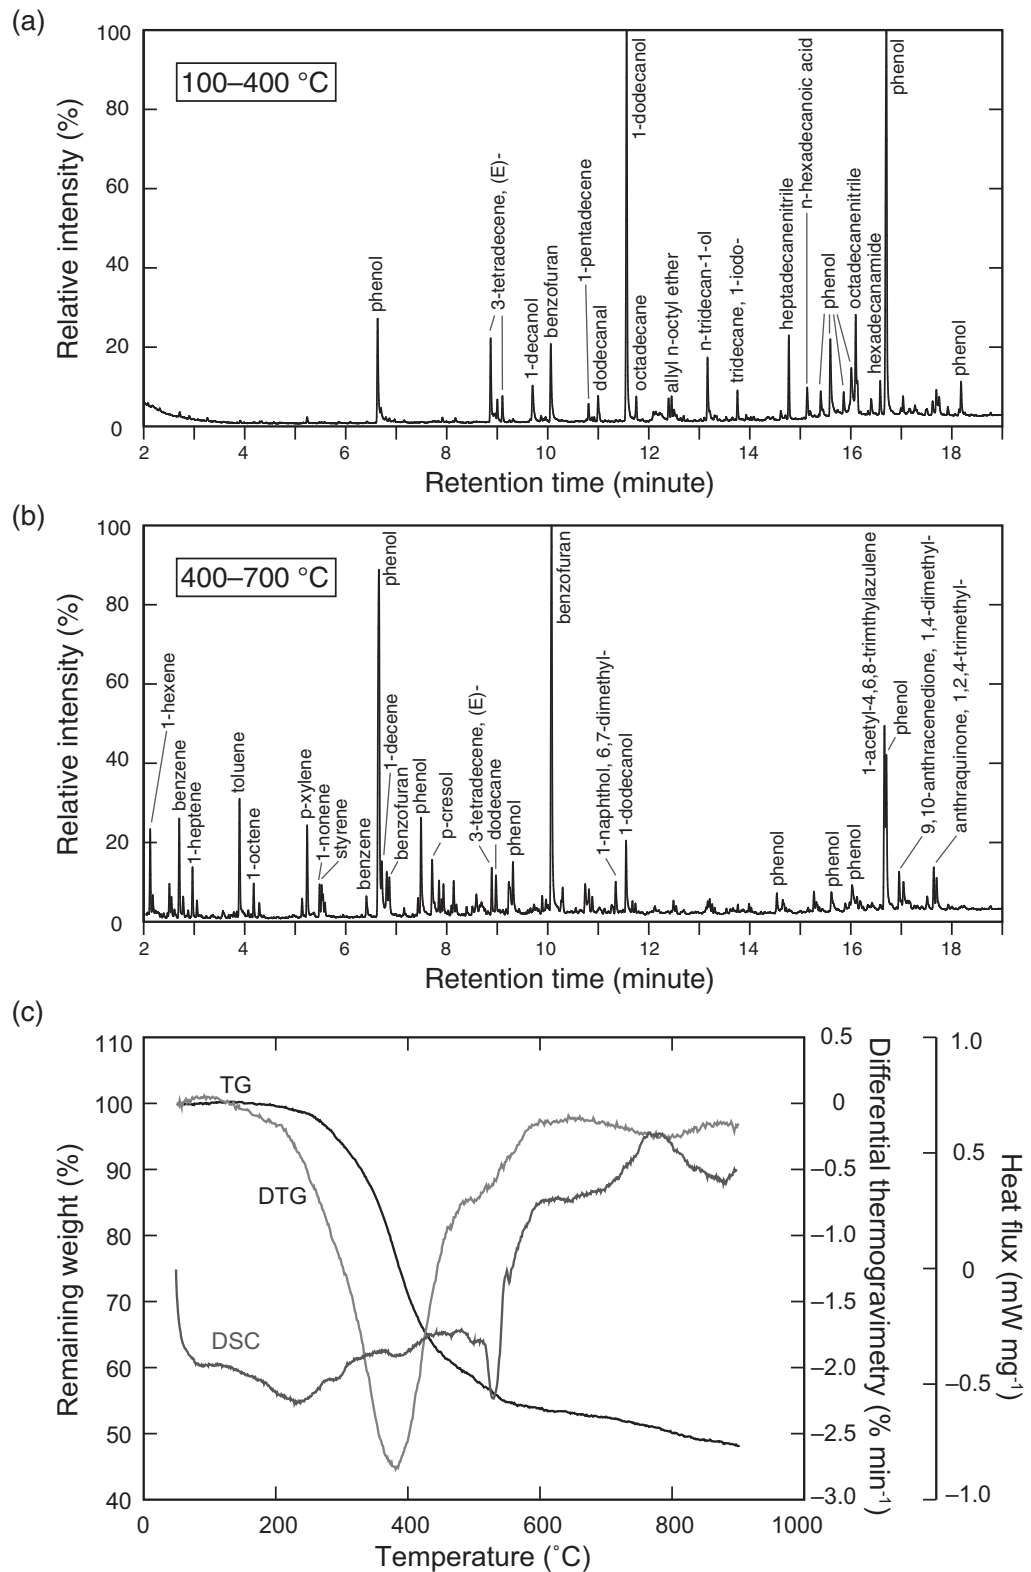 (a)
100
80
60
40
20
0
Relative intensity (%)
100–400 °C
phenol
3-tetradecene, (E)-
1-decanol
benzofuran
1-pentadecene
dodecanal
1-dodecanol
octadecane
allyl n-octyl ether
n-tridecan-1-ol
tridecane, 1-iodo-
heptadecanenitrile
n-hexadecanoic acid
phenol
octadecanenitrile
hexadecanamide
phenol
phenol
2 4 6 8 10 12 14 16 18
Retention time (minute)
(b)
100
80
60
40
20
0
Relative intensity (%)
400–700 °C
1-hexene
benzene
1-heptene
toluene
1-octene
p-xylene
1-nonene
styrene
benzene
phenol
1-decene
benzofuran
phenol
p-cresol
3-tetradecene, (E)-
dodecane
phenol
benzofuran
1-naphthol, 6,7-dimethyl-
1-dodecanol
phenol
phenol
phenol
1-acetyl-4,6,8-trimthylazulene
phenol
9,10-anthracenedione, 1,4-dimethyl-
anthraquinone, 1,2,4-trimethyl-
2 4 6 8 10 12 14 16 18
Retention time (minute)
(c)
110
100
90
80
70
60
50
40
Remaining weight (%)
TG
DTG
DSC
0.5
0
−0.5
−1.0
−1.5
−2.0
−2.5
−3.0
Differential thermogravimetry (% min-1)
1.0
0.5
0
−0.5
−1.0
Heat flux (mW mg-1)
0 200 400 600 800 1000
Temperature (˚C)